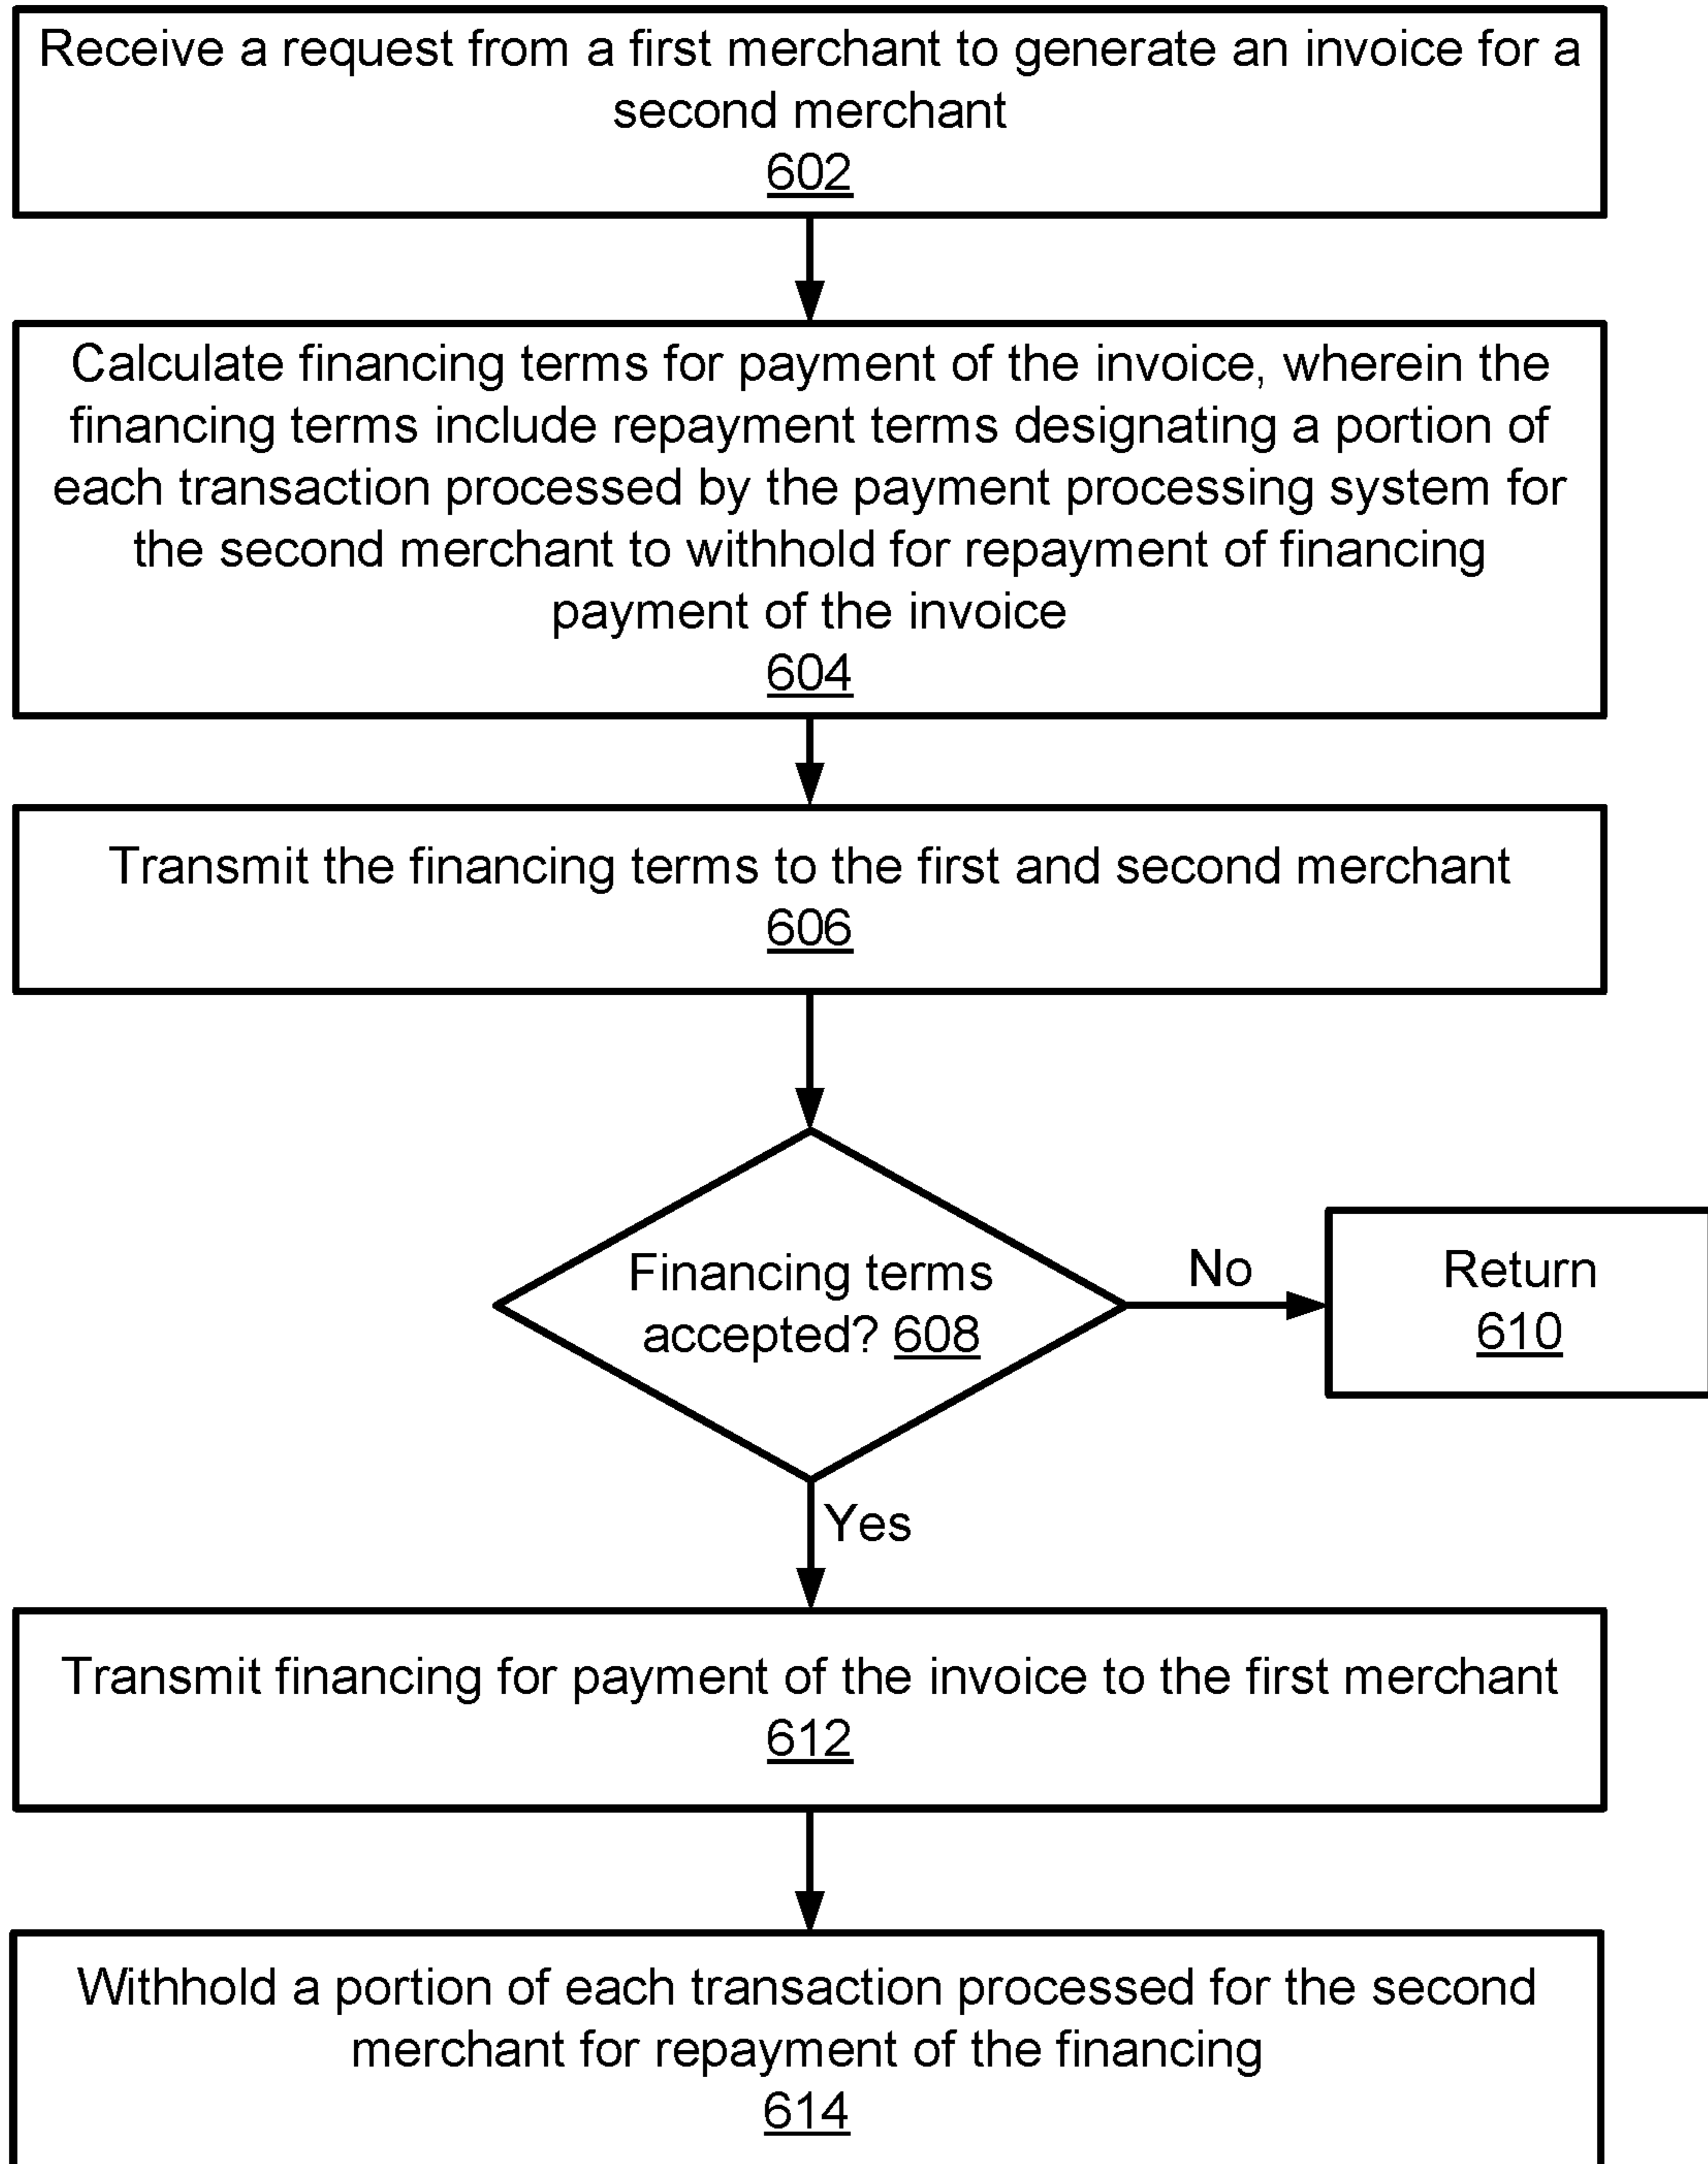 Receive a request from a first merchant to generate an invoice for a
second merchant
602
Calculate financing terms for payment of the invoice, wherein the
financing terms include repayment terms designating a portion of
each transaction processed by the payment processing system for
the second merchant to withhold for repayment of financing
payment of the invoice
604
Transmit the financing terms to the first and second merchant
606
Financing terms
accepted? 608
No
Return
610
Yes
Transmit financing for payment of the invoice to the first merchant
612
Withhold a portion of each transaction processed for the second
merchant for repayment of the financing
614